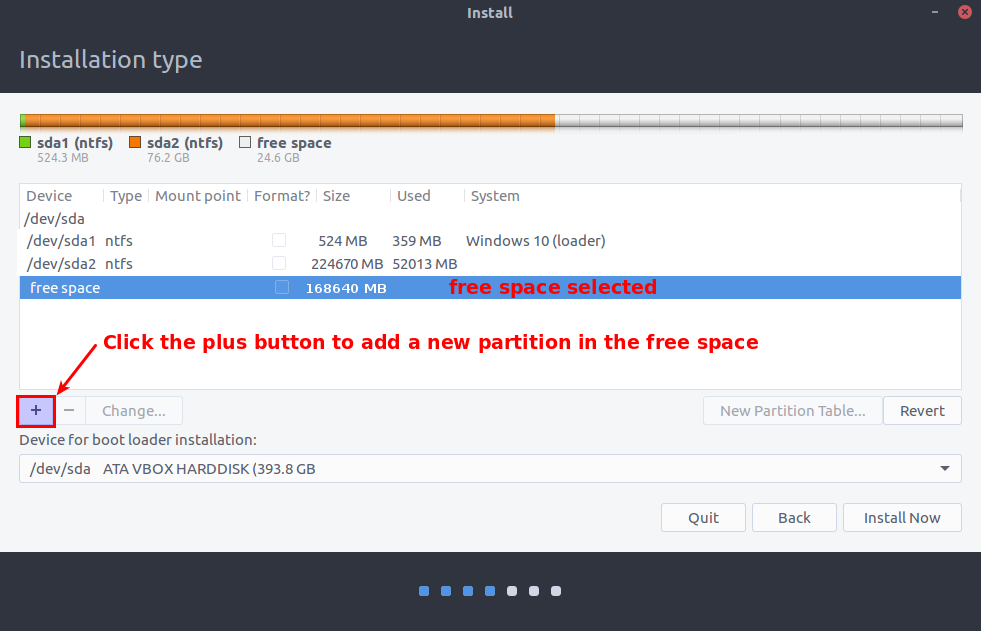 Install
Installation type
sda1 (ntfs) sda2 (ntfs) free space
524.3 MB 76.2 GB 24.6 GB
Device Type Mount point Format? Size Used System
/dev/sda
/dev/sda1 ntfs 524 MB 359 MB Windows 10 (loader)
/dev/sda2 ntfs 224670 MB 52013 MB
free space 168640 MB free space selected
Click the plus button to add a new partition in the free space
+ − Change... New Partition Table... Revert
Device for boot loader installation:
/dev/sda ATA VBOX HARDDISK (393.8 GB
Quit Back Install Now